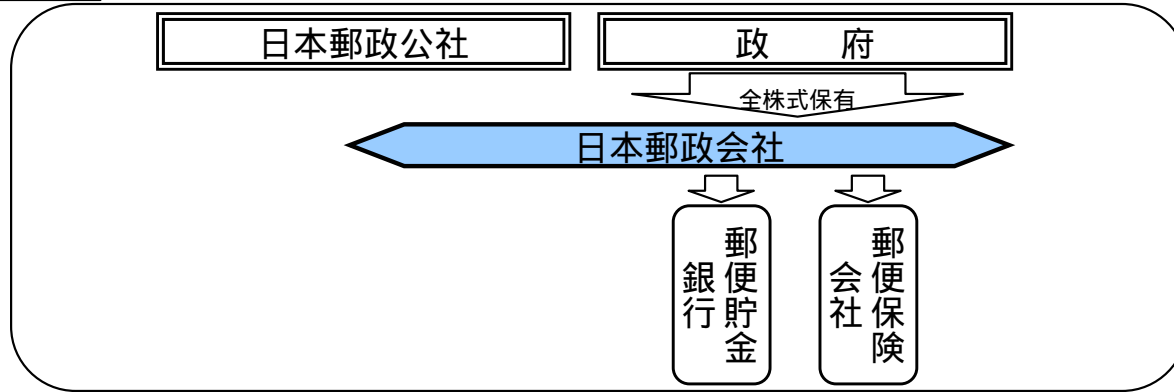 日本郵政公社
政　　府
全株式保有
日本郵政会社
郵便貯金
銀行
郵便保険
会社